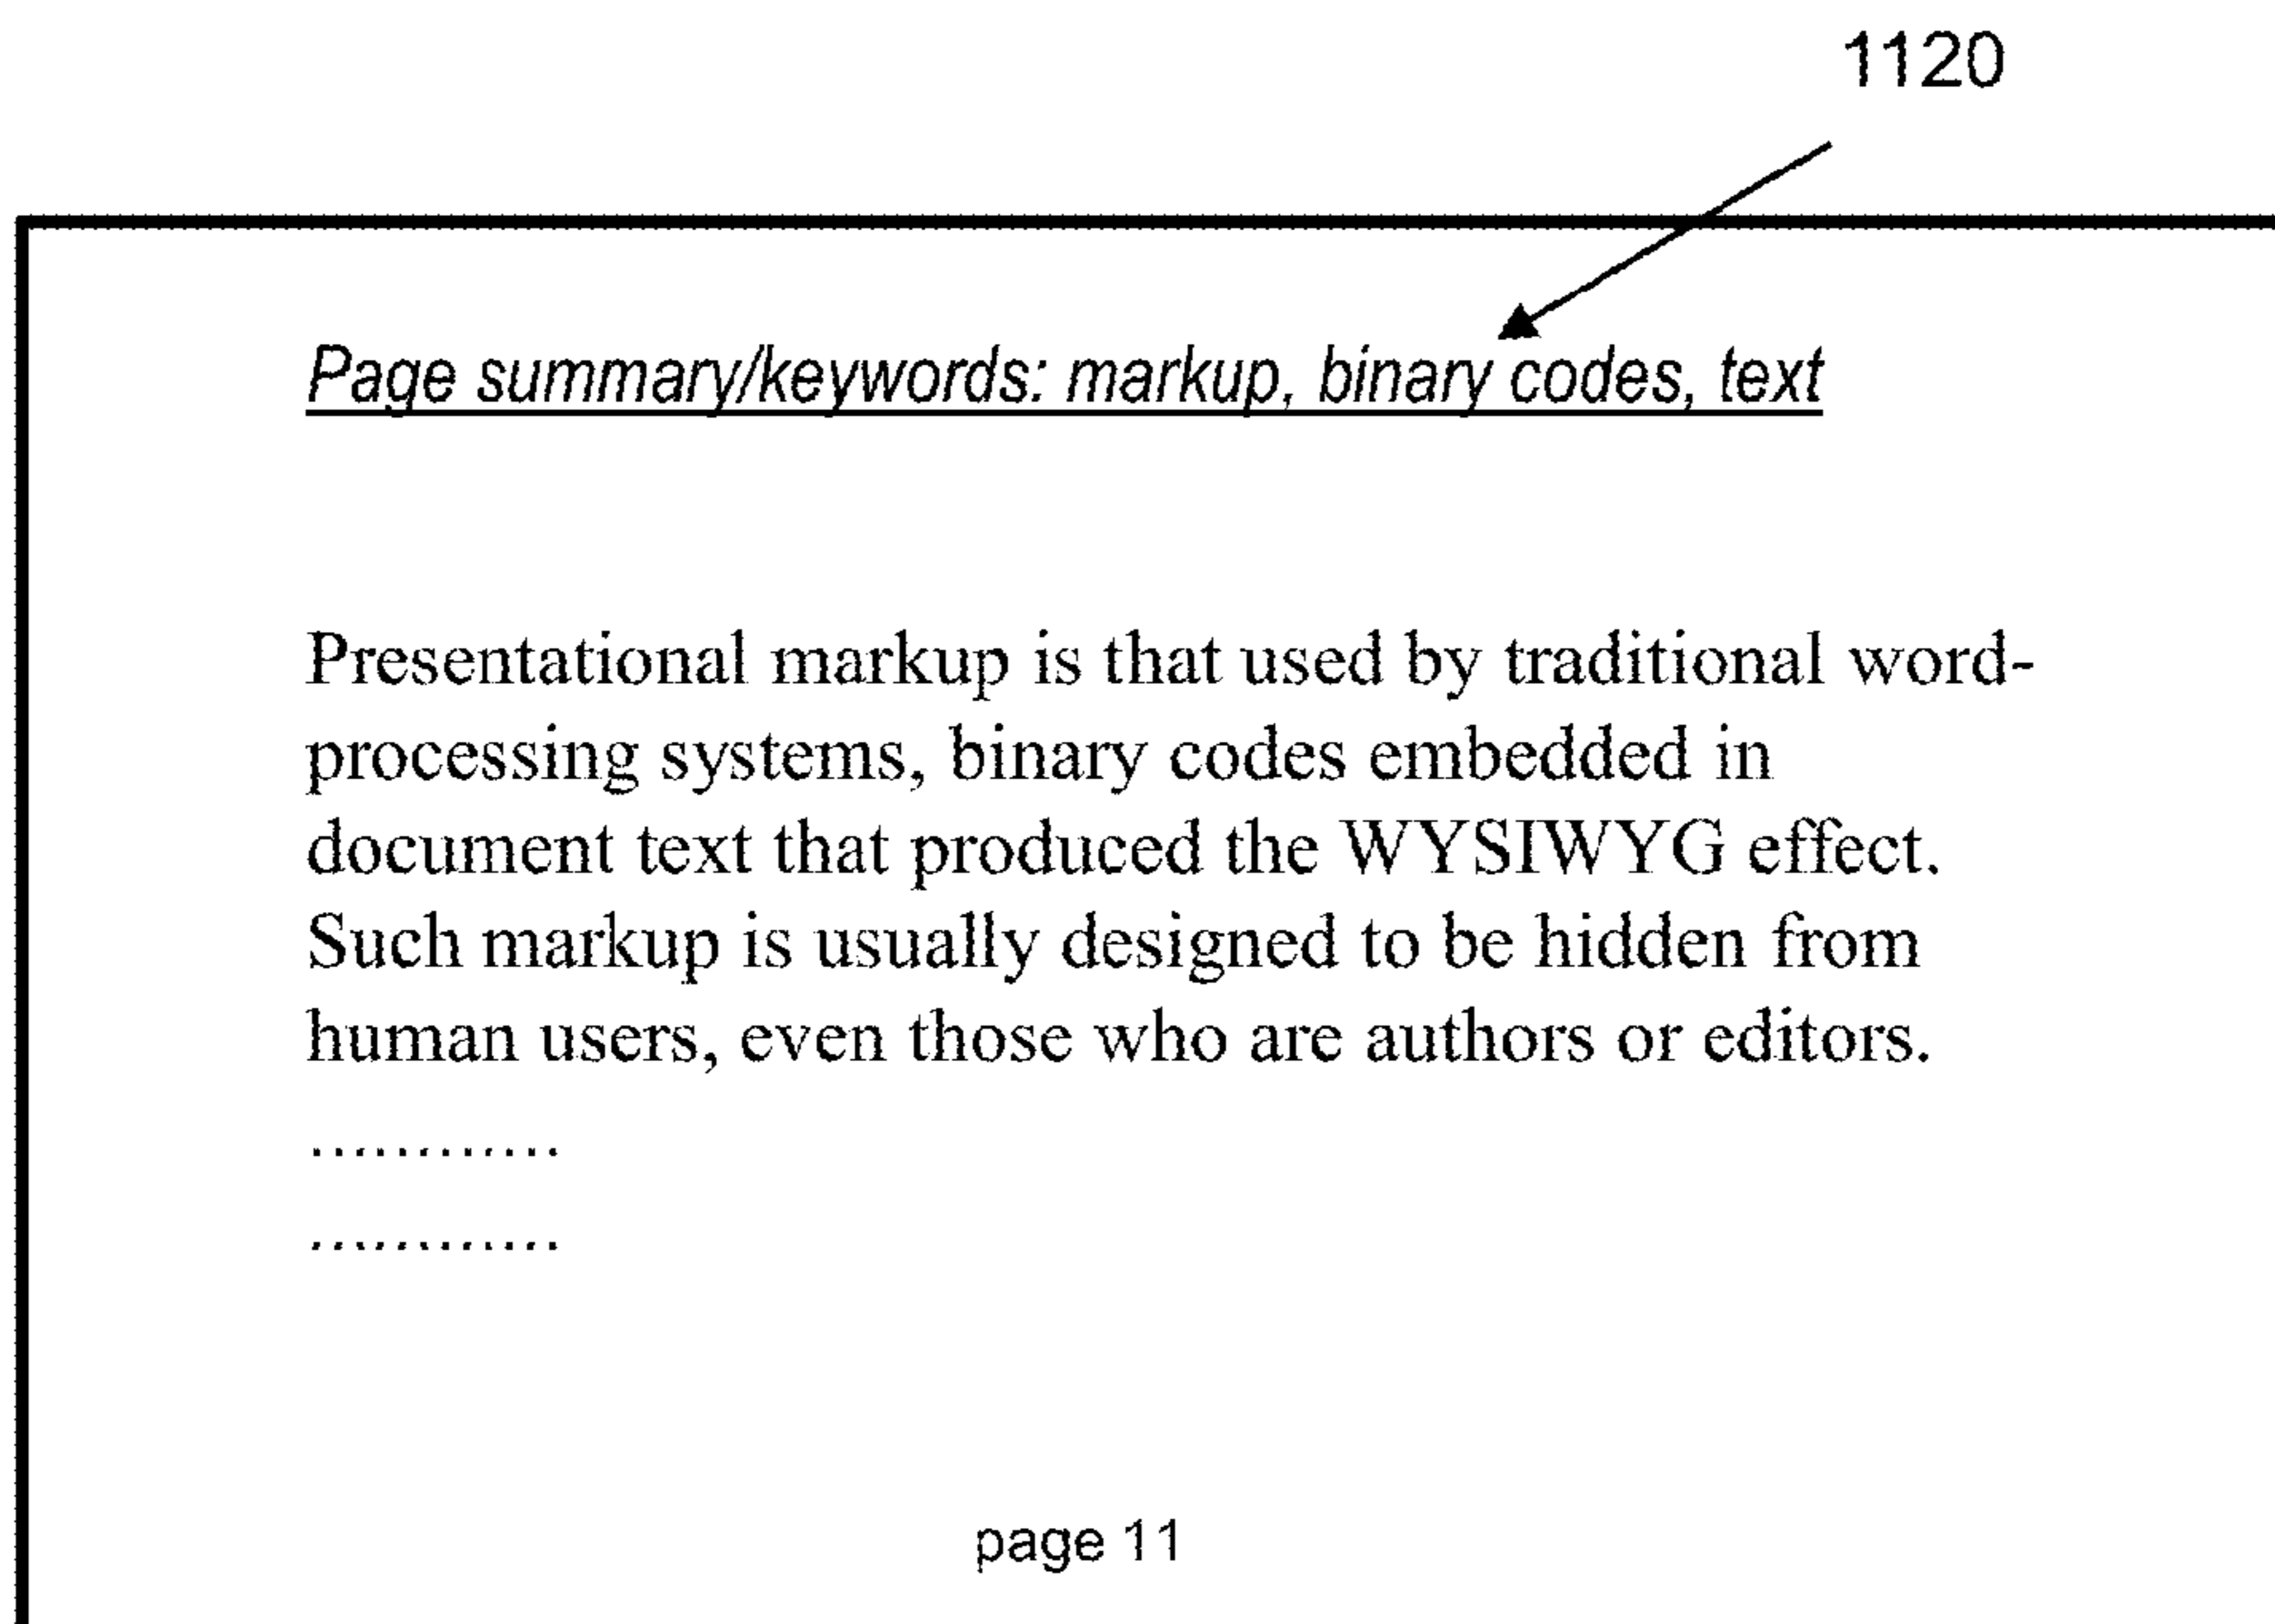 1120
Page summary/keywords: markup, binary codes, text
Presentational markup is that used by traditional word-
processing systems, binary codes embedded in
document text that produced the WYSIWYG effect.
Such markup is usually designed to be hidden from
human users, even those who are authors or editors.
............
............
page 11